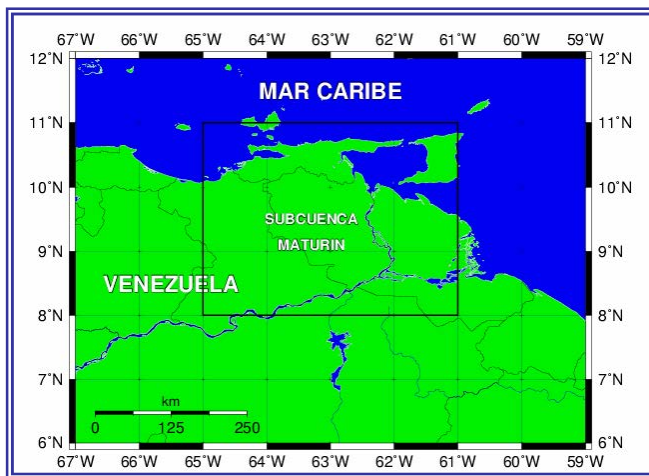 67°W 66°W 65°W 64°W 63°W 62°W 61°W 60°W 59°W
12°N 12°N
MAR CARIBE
11°N 11°N
10°N 10°N
SUBCUENCA
9°N MATURIN 9°N
VENEZUELA
8°N 8°N
7°N 7°N
km
0 125 250
6°N 6°N
67°W 66°W 65°W 64°W 63°W 62°W 61°W 60°W 59°W